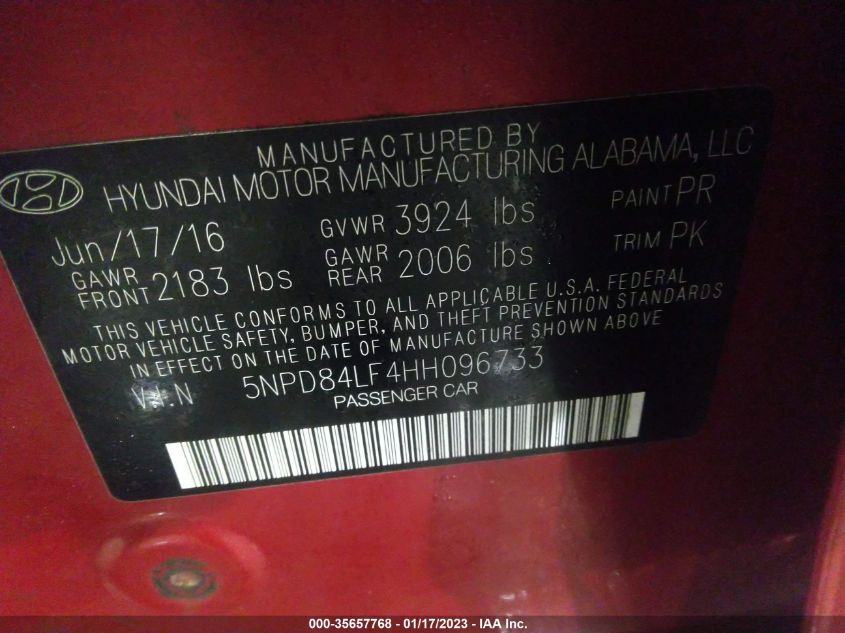 MANUFACTURED BY
HYUNDAI MOTOR MANUFACTURING ALABAMA, LLC
Jun/17/16 GVWR 3924 lbs PAINT PR
GAWR FRONT 2183 lbs GAWR REAR 2006 lbs TRIM PK
THIS VEHICLE CONFORMS TO ALL APPLICABLE U.S.A. FEDERAL
MOTOR VEHICLE SAFETY, BUMPER, AND THEFT PREVENTION STANDARDS
IN EFFECT ON THE DATE OF MANUFACTURE SHOWN ABOVE
V.I.N 5NPD84LF4HH096733
PASSENGER CAR
000-35657768 - 01/17/2023 - IAA Inc.